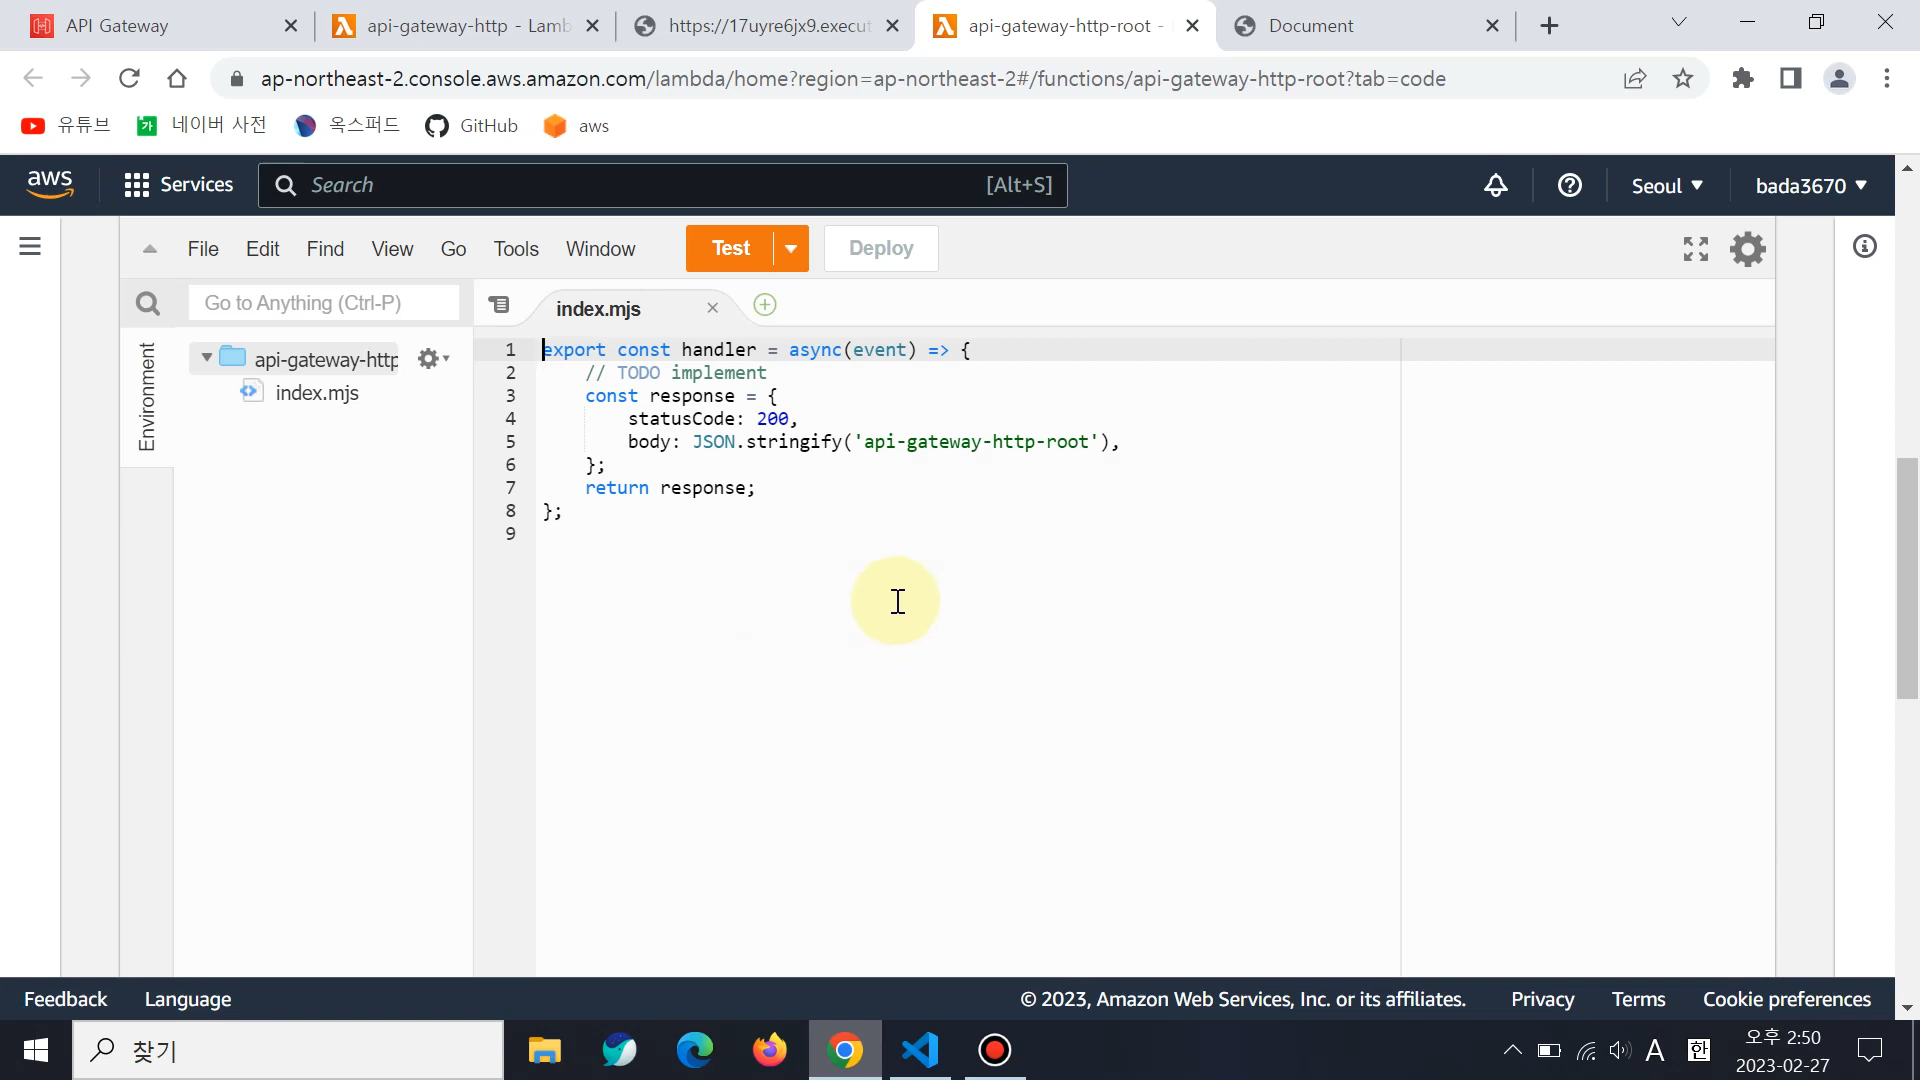 API Gateway
api-gateway-http - Lamb
https://17uyre6jx9.execut
api-gateway-http-root -
Document
ap-northeast-2.console.aws.amazon.com/lambda/home?region=ap-northeast-2#/functions/api-gateway-http-root?tab=code
유튜브
네이버 사전
옥스퍼드
GitHub
aws
aws
Services
Search
[Alt+S]
Seoul
bada3670
File
Edit
Find
View
Go
Tools
Window
Test
Deploy
Go to Anything (Ctrl-P)
index.mjs
Environment
api-gateway-http
index.mjs
1 export const handler = async(event) => {
2 // TODO implement
3 const response = {
4 statusCode: 200,
5 body: JSON.stringify('api-gateway-http-root'),
6 };
7 return response;
8 };
9
Feedback
Language
© 2023, Amazon Web Services, Inc. or its affiliates.
Privacy
Terms
Cookie preferences
찾기
A
한
오후 2:50
2023-02-27